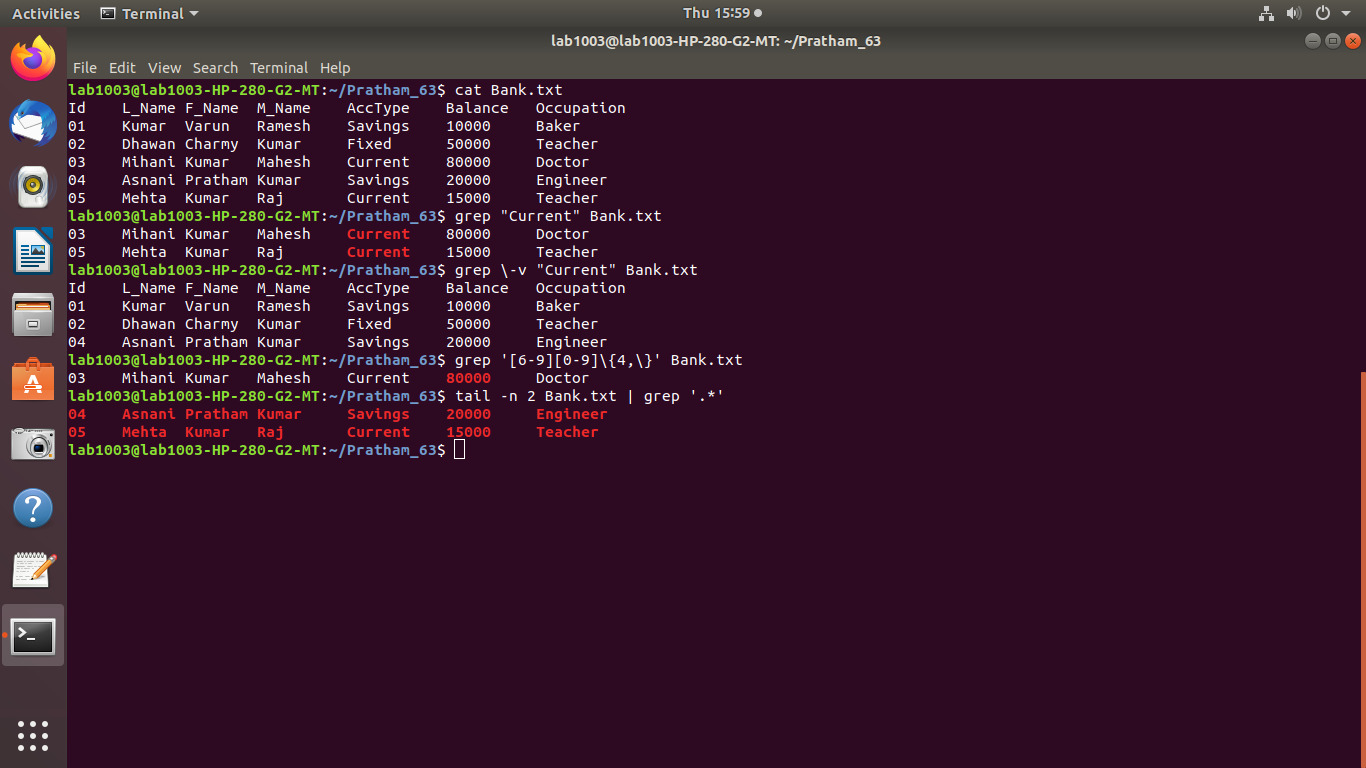 Activities Terminal Thu 15:59
lab1003@lab1003-HP-280-G2-MT: ~/Pratham_63
File Edit View Search Terminal Help
lab1003@lab1003-HP-280-G2-MT:~/Pratham_63$ cat Bank.txt
Id    L_Name F_Name  M_Name    AccType    Balance   Occupation
01    Kumar  Varun   Ramesh    Savings    10000     Baker
02    Dhawan Charmy  Kumar     Fixed      50000     Teacher
03    Mihani Kumar   Mahesh    Current    80000     Doctor
04    Asnani Pratham Kumar     Savings    20000     Engineer
05    Mehta  Kumar   Raj       Current    15000     Teacher
lab1003@lab1003-HP-280-G2-MT:~/Pratham_63$ grep "Current" Bank.txt
03    Mihani Kumar   Mahesh    Current    80000     Doctor
05    Mehta  Kumar   Raj       Current    15000     Teacher
lab1003@lab1003-HP-280-G2-MT:~/Pratham_63$ grep \-v "Current" Bank.txt
Id    L_Name F_Name  M_Name    AccType    Balance   Occupation
01    Kumar  Varun   Ramesh    Savings    10000     Baker
02    Dhawan Charmy  Kumar     Fixed      50000     Teacher
04    Asnani Pratham Kumar     Savings    20000     Engineer
lab1003@lab1003-HP-280-G2-MT:~/Pratham_63$ grep '[6-9][0-9]\{4,\}' Bank.txt
03    Mihani Kumar   Mahesh    Current    80000     Doctor
lab1003@lab1003-HP-280-G2-MT:~/Pratham_63$ tail -n 2 Bank.txt | grep '.*'
04    Asnani Pratham Kumar     Savings    20000     Engineer
05    Mehta  Kumar   Raj       Current    15000     Teacher
lab1003@lab1003-HP-280-G2-MT:~/Pratham_63$